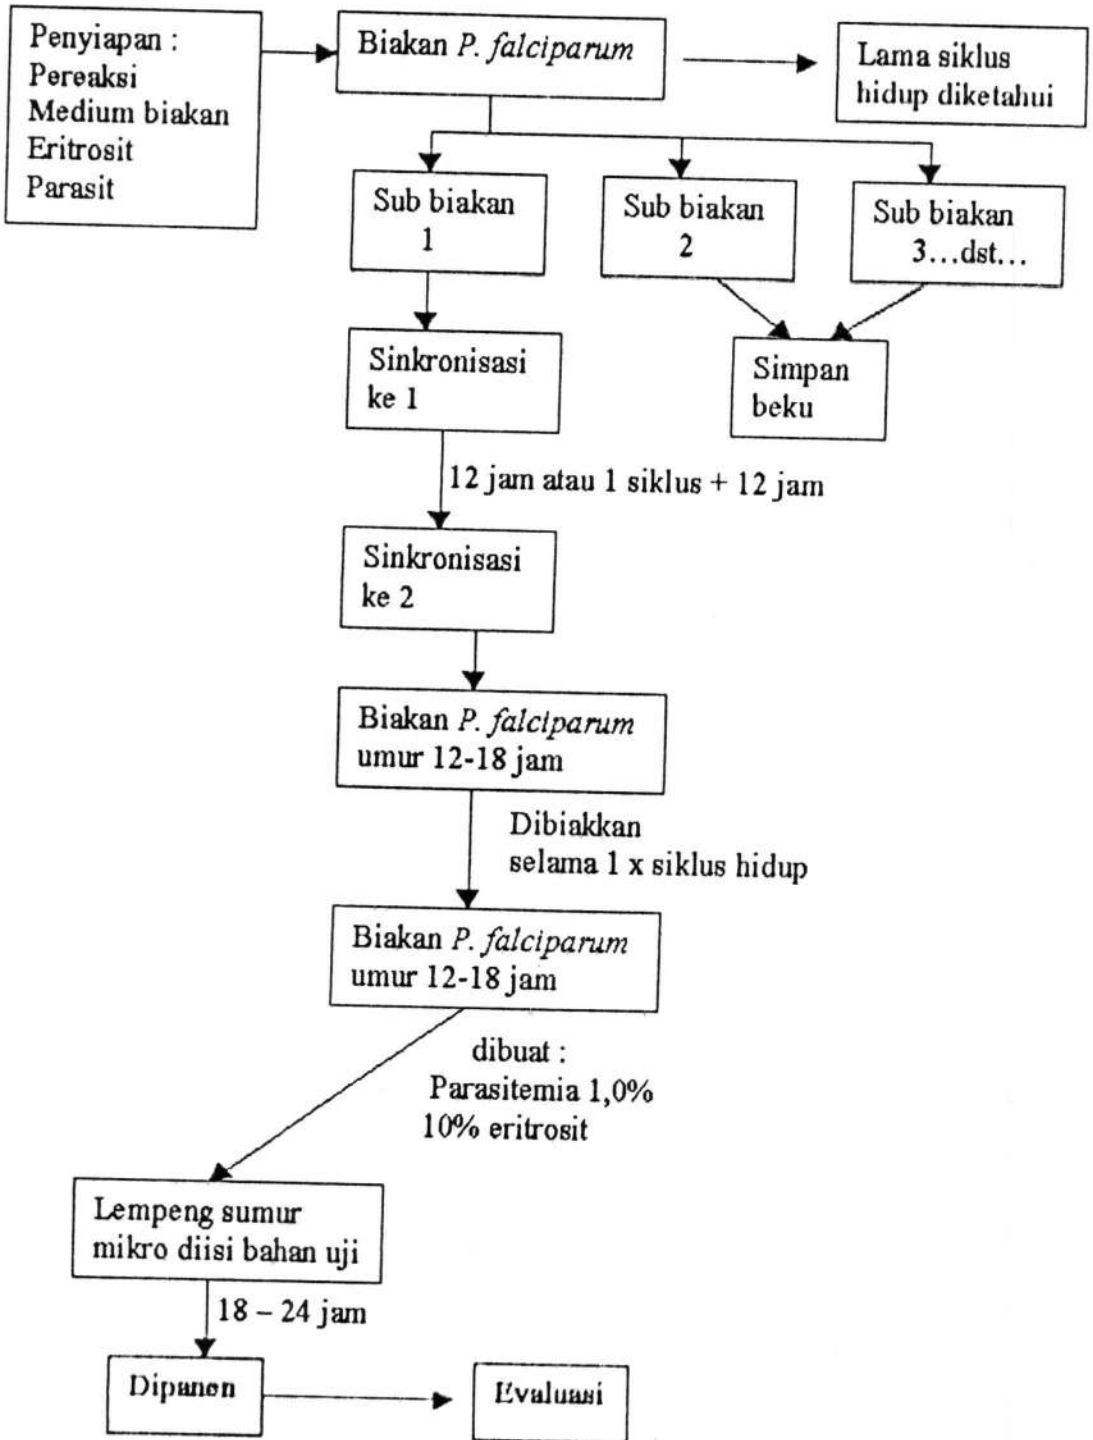 Penyiapan :
Pereaksi
Medium biakan
Eritrosit
Parasit
Biakan P. falciparum
Lama siklus
hidup diketahui
Sub biakan
1
Sub biakan
2
Sub biakan
3...dst...
Sinkronisasi
ke 1
Simpan
beku
12 jam atau 1 siklus + 12 jam
Sinkronisasi
ke 2
Biakan P. falciparum
umur 12-18 jam
Dibiakkan
selama 1 x siklus hidup
Biakan P. falciparum
umur 12-18 jam
dibuat :
Parasitemia 1,0%
10% eritrosit
Lempeng sumur
mikro diisi bahan uji
18 – 24 jam
Dipanen
Evaluasi